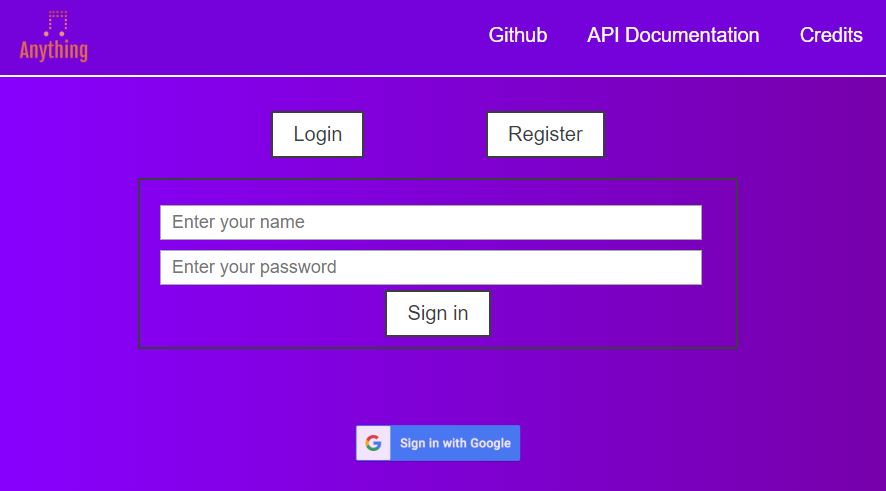 Anything
Github
API Documentation
Credits
Login
Register
Enter your name
Enter your password
Sign in
Sign in with Google